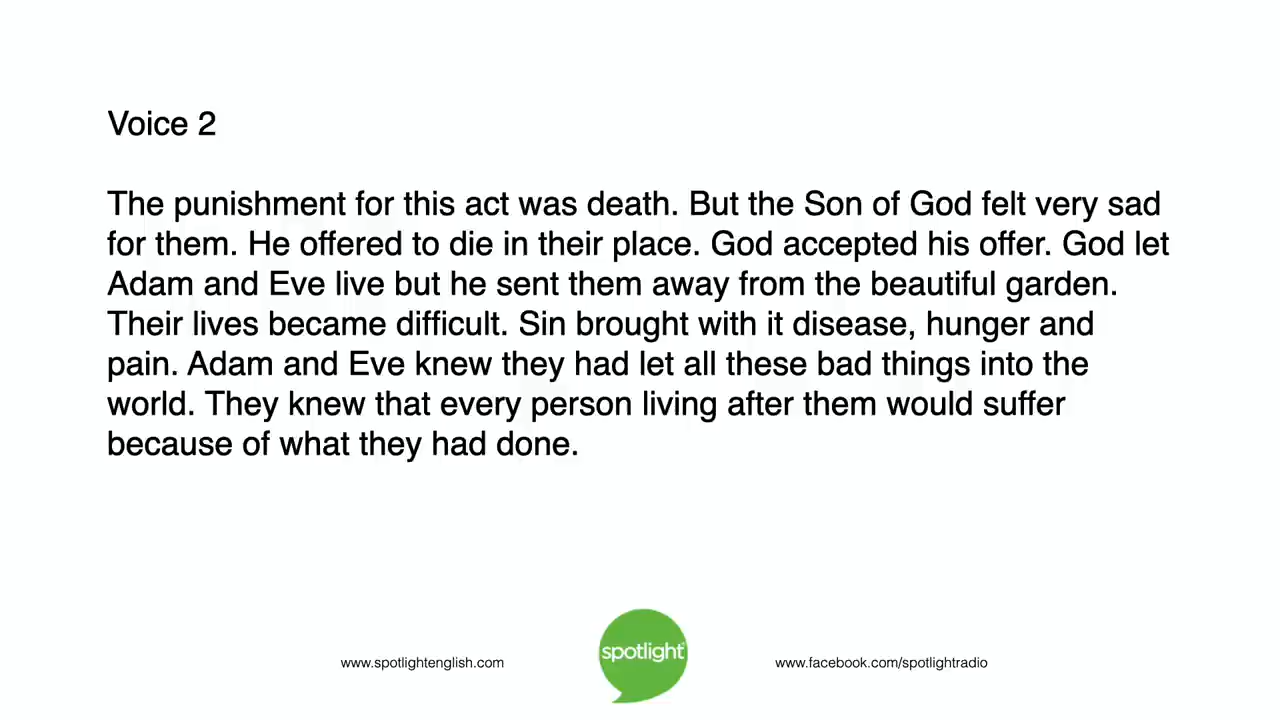 Voice 2
The punishment for this act was death. But the Son of God felt very sad
for them. He offered to die in their place. God accepted his offer. God let
Adam and Eve live but he sent them away from the beautiful garden.
Their lives became difficult. Sin brought with it disease, hunger and
pain. Adam and Eve knew they had let all these bad things into the
world. They knew that every person living after them would suffer
because of what they had done.
www.spotlightenglish.com
spotlight
www.facebook.com/spotlightradio